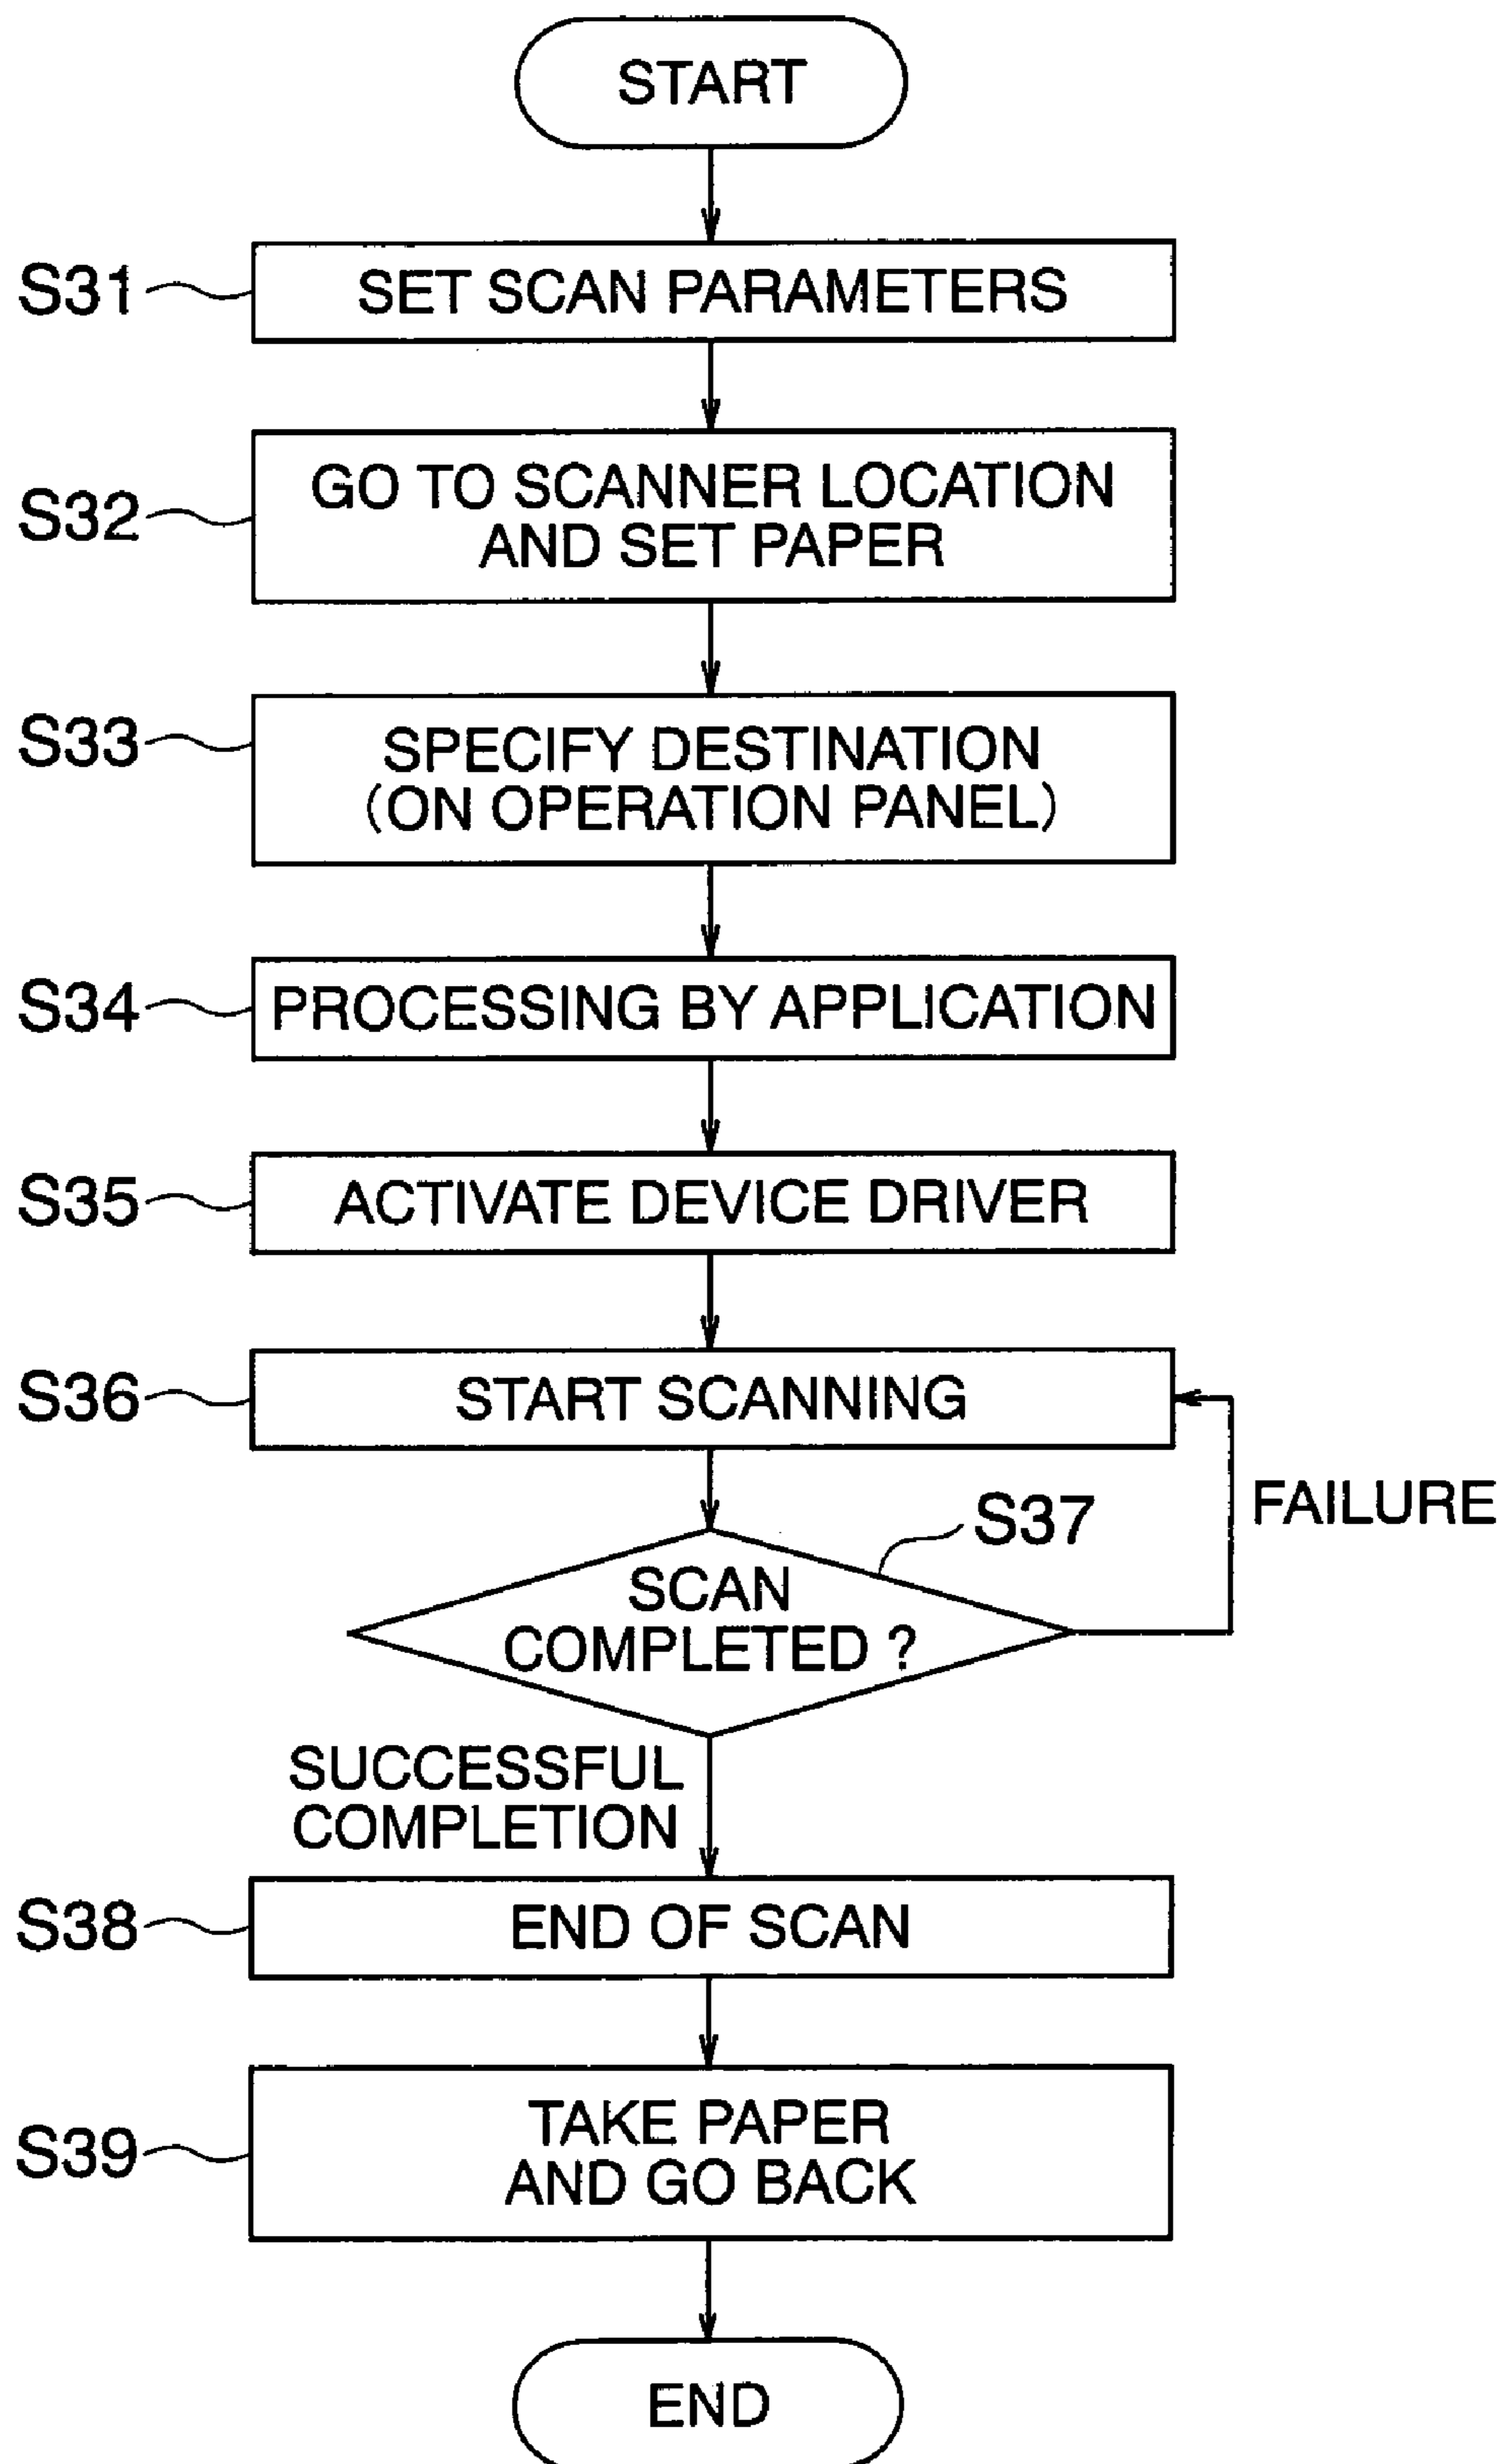 START
S31
SET SCAN PARAMETERS
S32
GO TO SCANNER LOCATION
AND SET PAPER
S33
SPECIFY DESTINATION
(ON OPERATION PANEL)
S34
PROCESSING BY APPLICATION
S35
ACTIVATE DEVICE DRIVER
S36
START SCANNING
FAILURE
S37
SCAN
COMPLETED ?
SUCCESSFUL
COMPLETION
S38
END OF SCAN
S39
TAKE PAPER
AND GO BACK
END